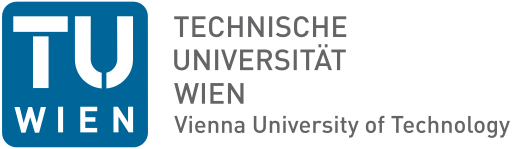 TU
WIEN
TECHNISCHE
UNIVERSITÄT
WIEN
Vienna University of Technology